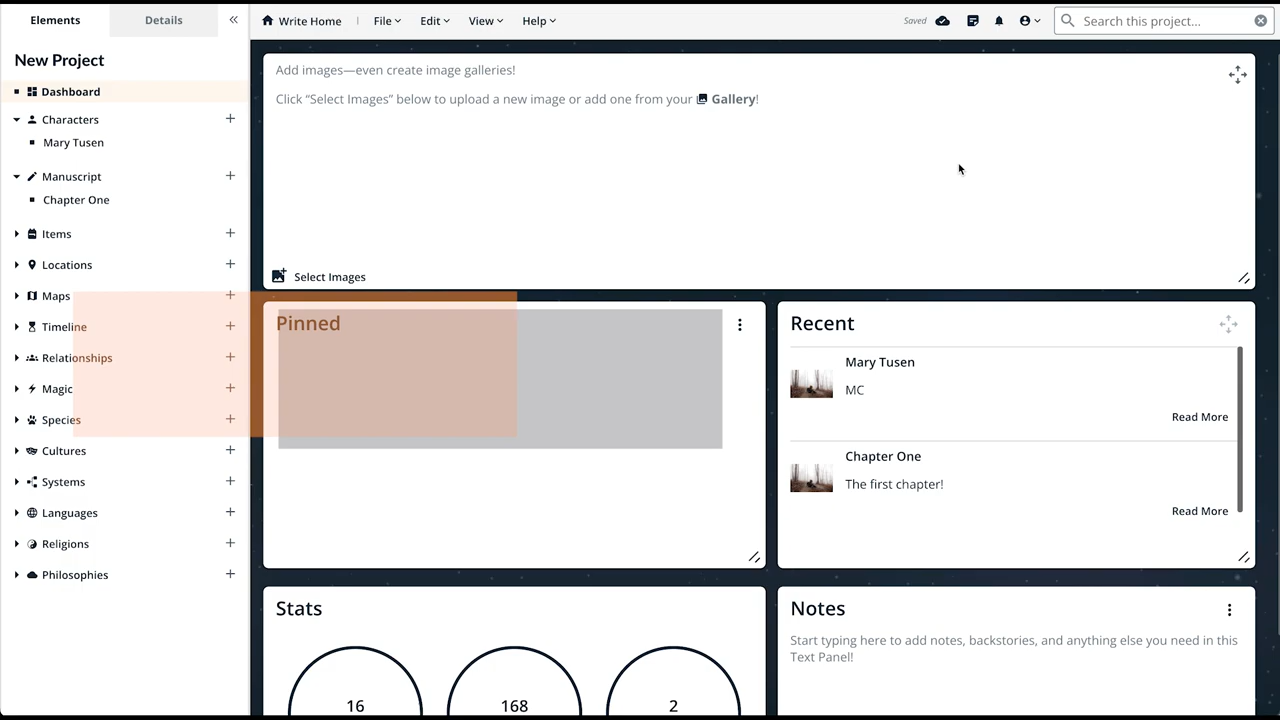 Elements
Details
Write Home
File
Edit
View
Help
Saved
Search this project...
New Project
Dashboard
Characters
Mary Tusen
Manuscript
Chapter One
Items
Locations
Maps
Timeline
Relationships
Magic
Species
Cultures
Systems
Languages
Religions
Philosophies
Add images—even create image galleries!
Click “Select Images” below to upload a new image or add one from your Gallery!
Select Images
Pinned
Recent
Mary Tusen
MC
Read More
Chapter One
The first chapter!
Read More
Stats
16
168
2
Notes
Start typing here to add notes, backstories, and anything else you need in this
Text Panel!